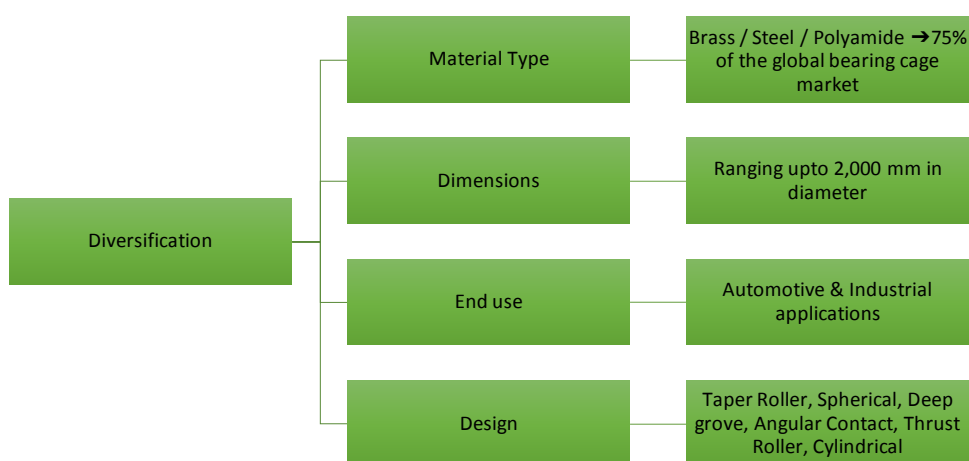 Diversification
Material Type
Brass / Steel / Polyamide ➔75%
of the global bearing cage
market
Dimensions
Ranging upto 2,000 mm in
diameter
End use
Automotive & Industrial
applications
Design
Taper Roller, Spherical, Deep
grove, Angular Contact, Thrust
Roller, Cylindrical